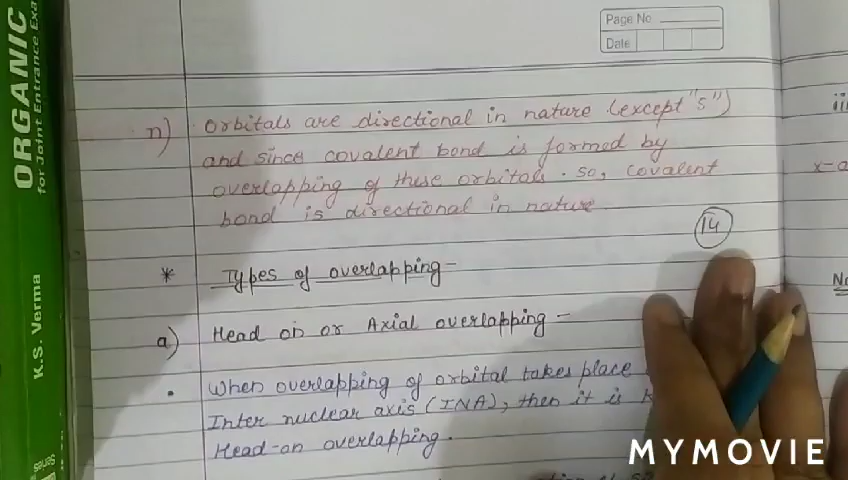 ORGANIC
for Joint Entrance Exa
K.S. Verma
Page No
Date
n) Orbitals are directional in nature (except "s")
and since covalent bond is formed by
overlapping of these orbitals. so, covalent
bond is directional in nature
14
* Types of overlapping-
a) Head on or Axial overlapping-
• When overlapping of orbital takes place
Inter nuclear axis (INA), then it is
Head-on overlapping.
MYMOVIE